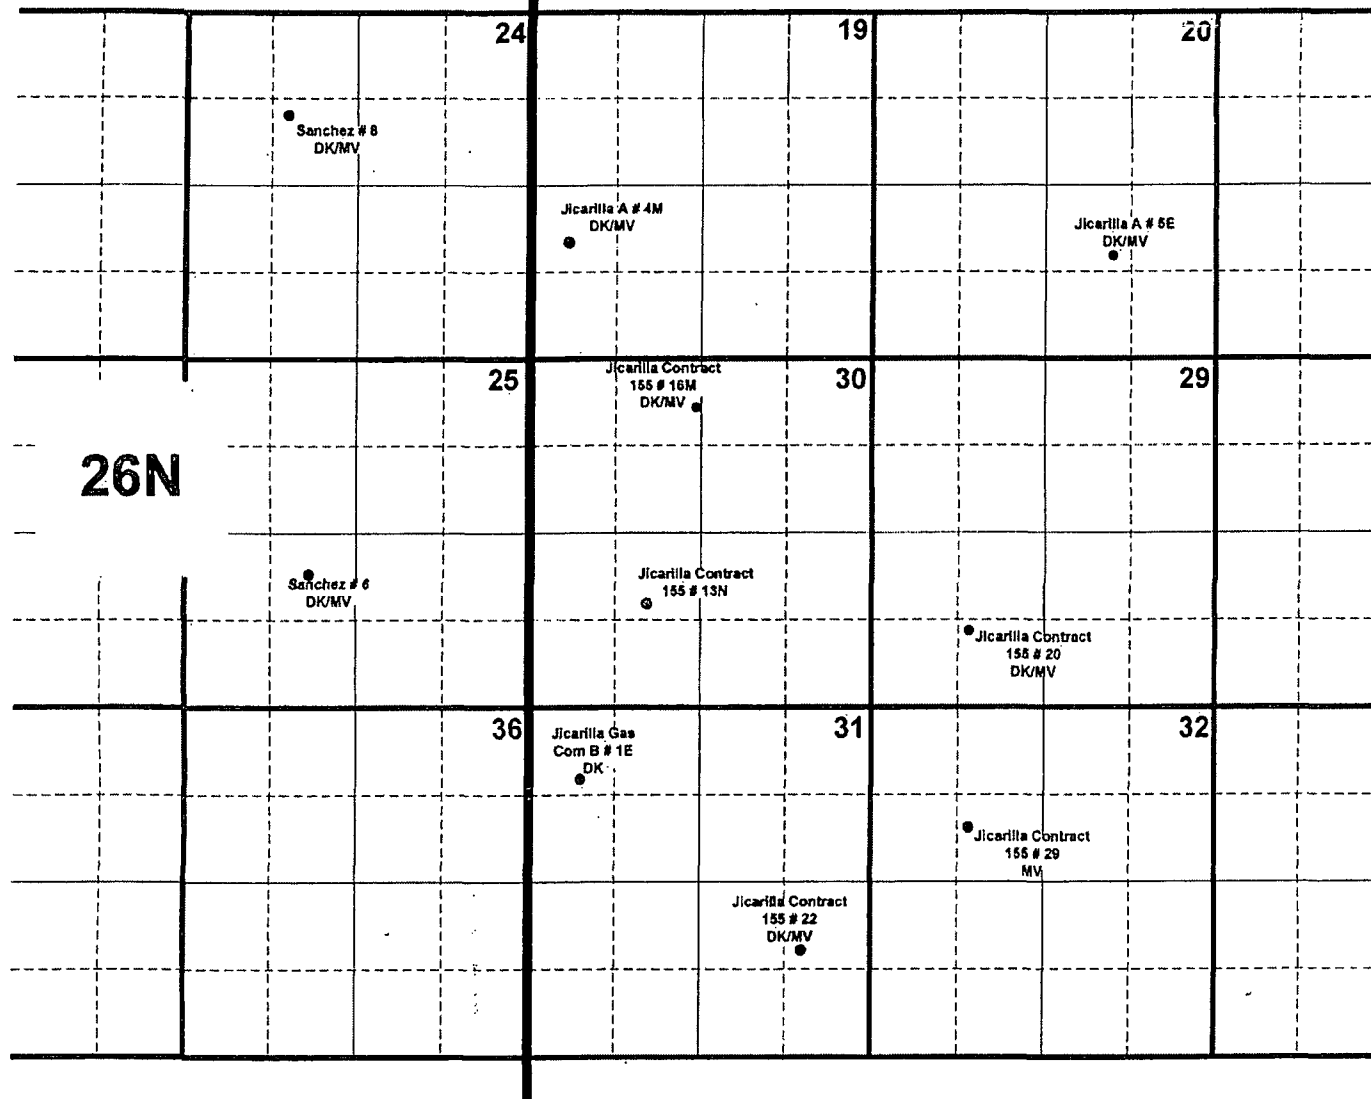 24
19
20
Sanchez # 8
DK/MV
Jicarilla A # 4M
DK/MV
Jicarilla A # 5E
DK/MV
25
30
29
Jicarilla Contract
155 # 16M
DK/MV
26N
Sanchez # 6
DK/MV
Jicarilla Contract
155 # 13N
Jicarilla Contract
155 # 20
DK/MV
36
31
32
Jicarilla Gas
Com B # 1E
DK
Jicarilla Contract
155 # 29
MV
Jicarilla Contract
155 # 22
DK/MV